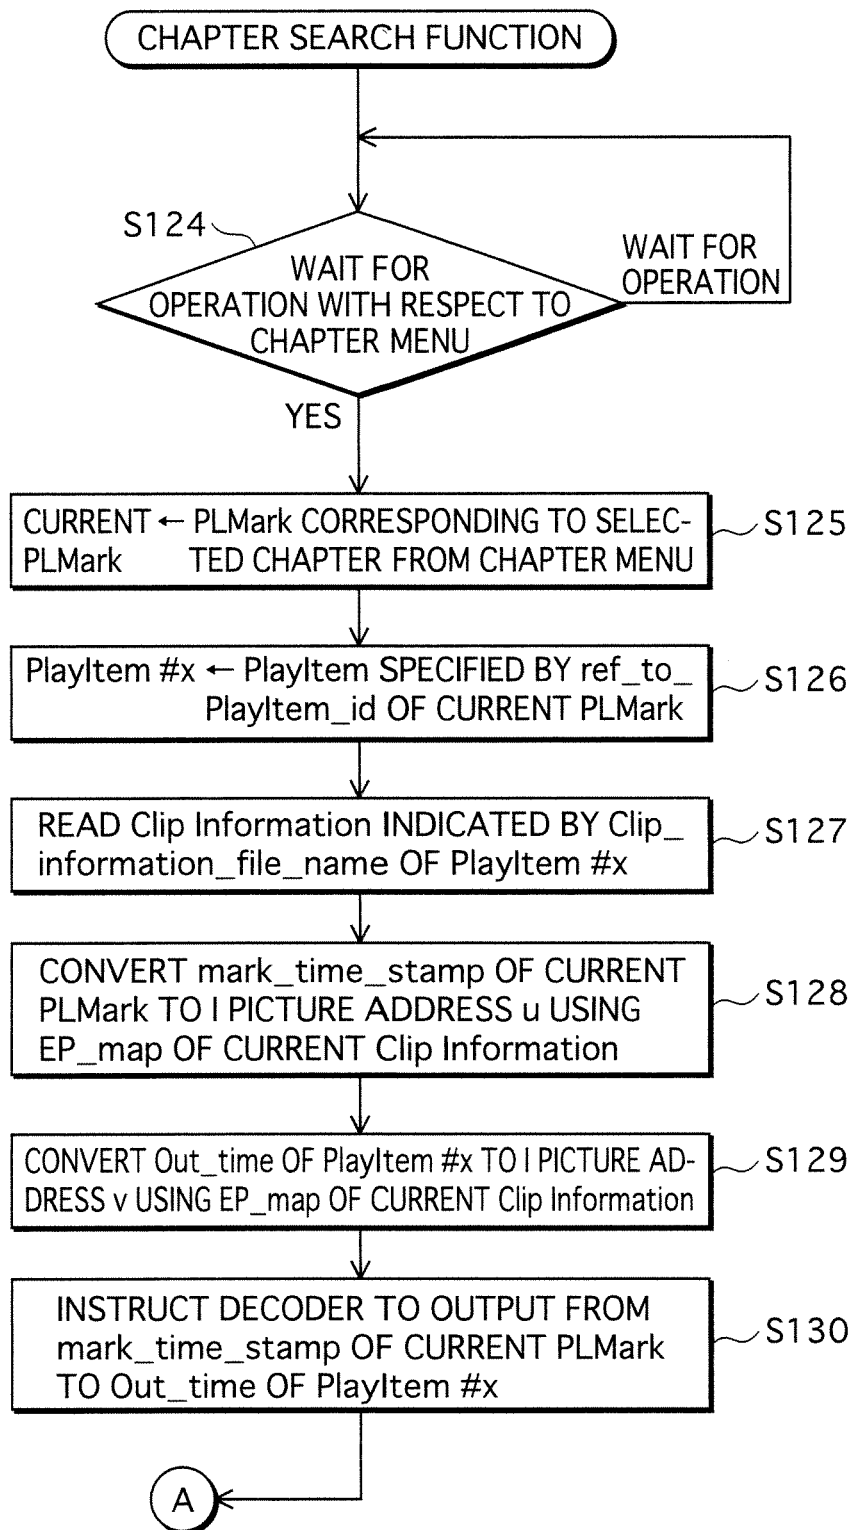 CHAPTER SEARCH FUNCTION
S124
WAIT FOR
OPERATION WITH RESPECT TO
CHAPTER MENU
WAIT FOR
OPERATION
YES
CURRENT ← PLMark CORRESPONDING TO SELEC-
PLMark TED CHAPTER FROM CHAPTER MENU
S125
PlayItem #x ← PlayItem SPECIFIED BY ref_to_
PlayItem_id OF CURRENT PLMark
S126
READ Clip Information INDICATED BY Clip_
information_file_name OF PlayItem #x
S127
CONVERT mark_time_stamp OF CURRENT
PLMark TO I PICTURE ADDRESS u USING
EP_map OF CURRENT Clip Information
S128
CONVERT Out_time OF PlayItem #x TO I PICTURE AD-
DRESS v USING EP_map OF CURRENT Clip Information
S129
INSTRUCT DECODER TO OUTPUT FROM
mark_time_stamp OF CURRENT PLMark
TO Out_time OF PlayItem #x
S130
A